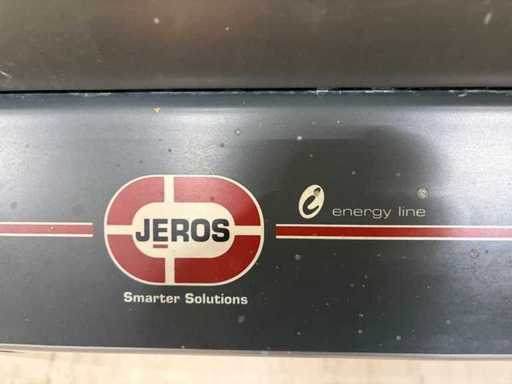 JEROS
Smarter Solutions
energy line